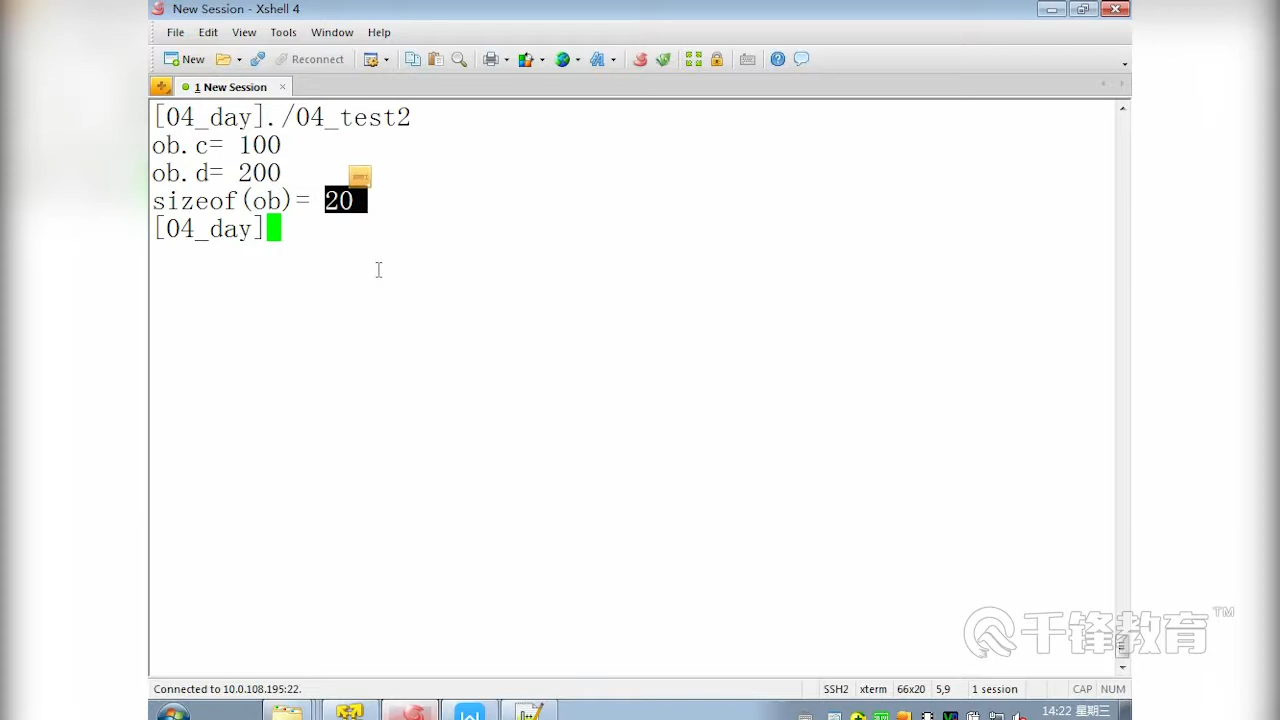 New Session - Xshell 4
File Edit View Tools Window Help
New Reconnect
1 New Session
[04_day]./04_test2
ob.c= 100
ob.d= 200
sizeof(ob)= 20
[04_day]
千锋教育™
Connected to 10.0.108.195:22. SSH2 xterm 66x20 5,9 1 session CAP NUM
14:22 星期三